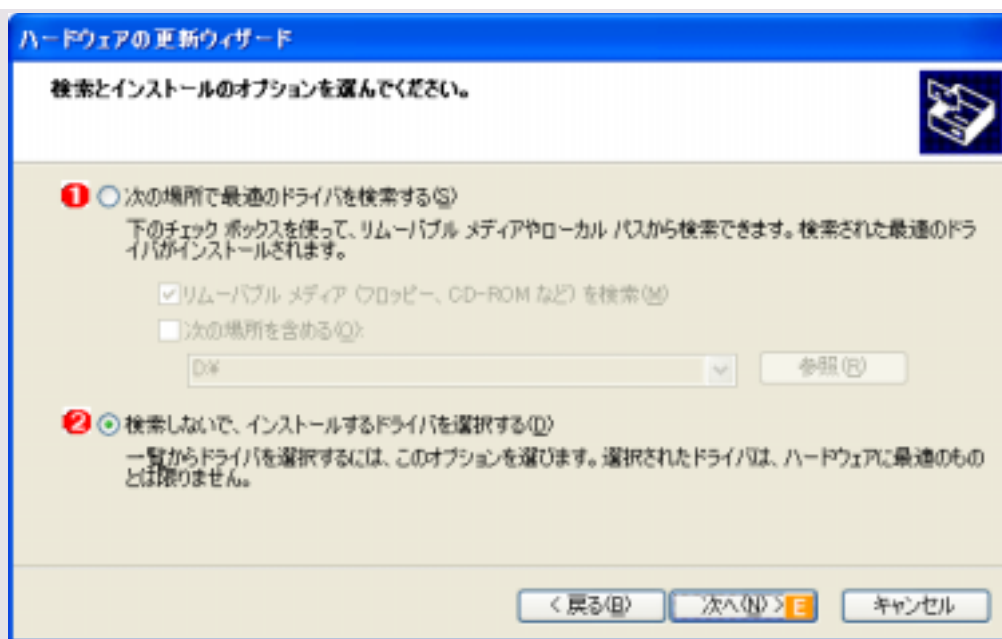 ハードウェアの更新ウィザード
検索とインストールのオプションを選んでください。
1 次の場所で最適のドライバを検索する(S)
下のチェック ボックスを使って、リムーバブル メディアやローカル パスから検索できます。検索された最適のドラ
イバがインストールされます。
リムーバブル メディア (フロッピー、CD-ROM など) を検索(M)
次の場所を含める(O):
D:¥ 参照(R)
2 検索しないで、インストールするドライバを選択する(D)
一覧からドライバを選択するには、このオプションを選びます。選択されたドライバは、ハードウェアに最適のもの
とは限りません。
< 戻る(B) 次へ(N) > E キャンセル